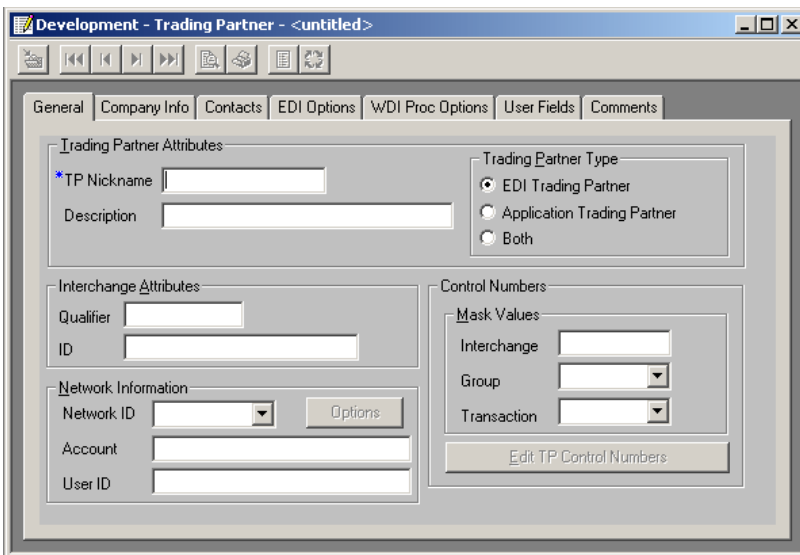 Development - Trading Partner - <untitled>
General Company Info Contacts EDI Options WDI Proc Options User Fields Comments
Trading Partner Attributes
*TP Nickname
Description
Trading Partner Type
EDI Trading Partner
Application Trading Partner
Both
Interchange Attributes
Qualifier
ID
Network Information
Network ID Options
Account
User ID
Control Numbers
Mask Values
Interchange
Group
Transaction
Edit TP Control Numbers